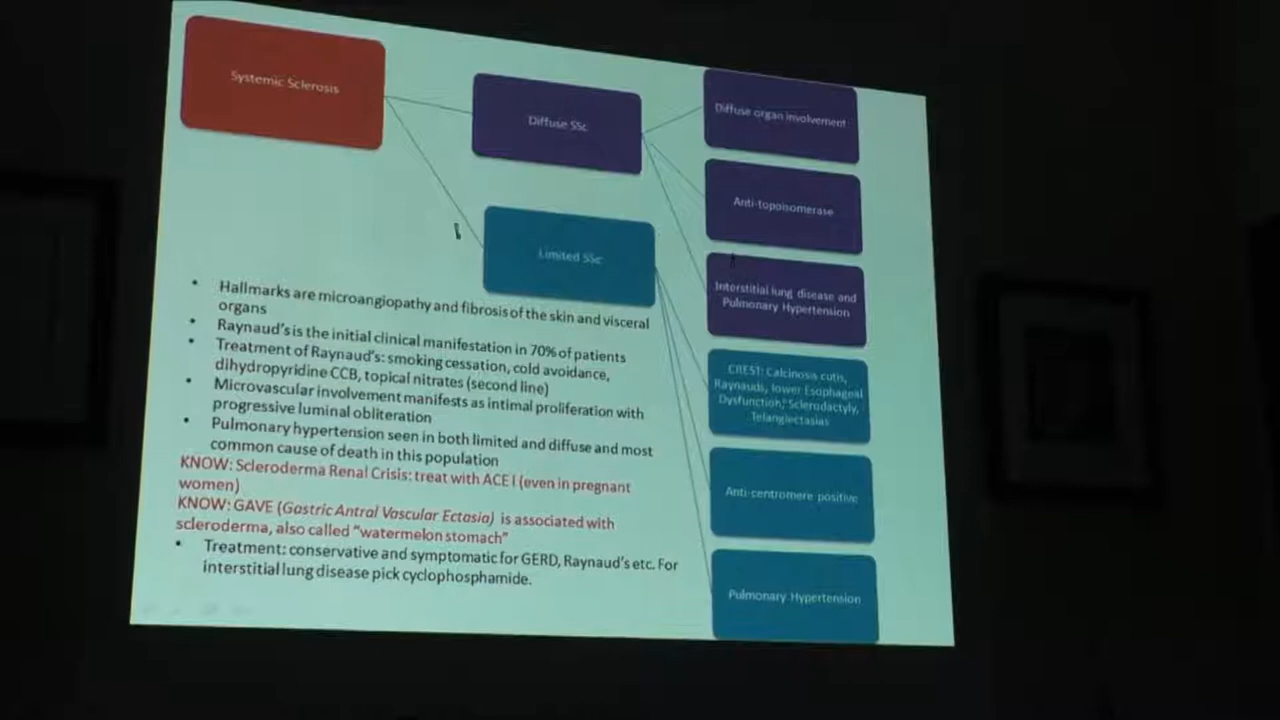 Systemic Sclerosis
Diffuse SSc
Limited SSc
Diffuse organ involvement
Anti-topoisomerase
Interstitial lung disease and
Pulmonary Hypertension
CREST: Calcinosis cutis,
Raynauds, lower Esophageal
Dysfunction, Sclerodactyly,
Telangiectasias
Anti-centromere positive
Pulmonary Hypertension
• Hallmarks are microangiopathy and fibrosis of the skin and visceral
organs
• Raynaud's is the initial clinical manifestation in 70% of patients
• Treatment of Raynaud's: smoking cessation, cold avoidance,
dihydropyridine CCB, topical nitrates (second line)
• Microvascular involvement manifests as intimal proliferation with
progressive luminal obliteration
• Pulmonary hypertension seen in both limited and diffuse and most
common cause of death in this population
KNOW: Scleroderma Renal Crisis: treat with ACE I (even in pregnant
women)
KNOW: GAVE (Gastric Antral Vascular Ectasia) is associated with
scleroderma, also called "watermelon stomach"
• Treatment: conservative and symptomatic for GERD, Raynaud's etc. For
interstitial lung disease pick cyclophosphamide.